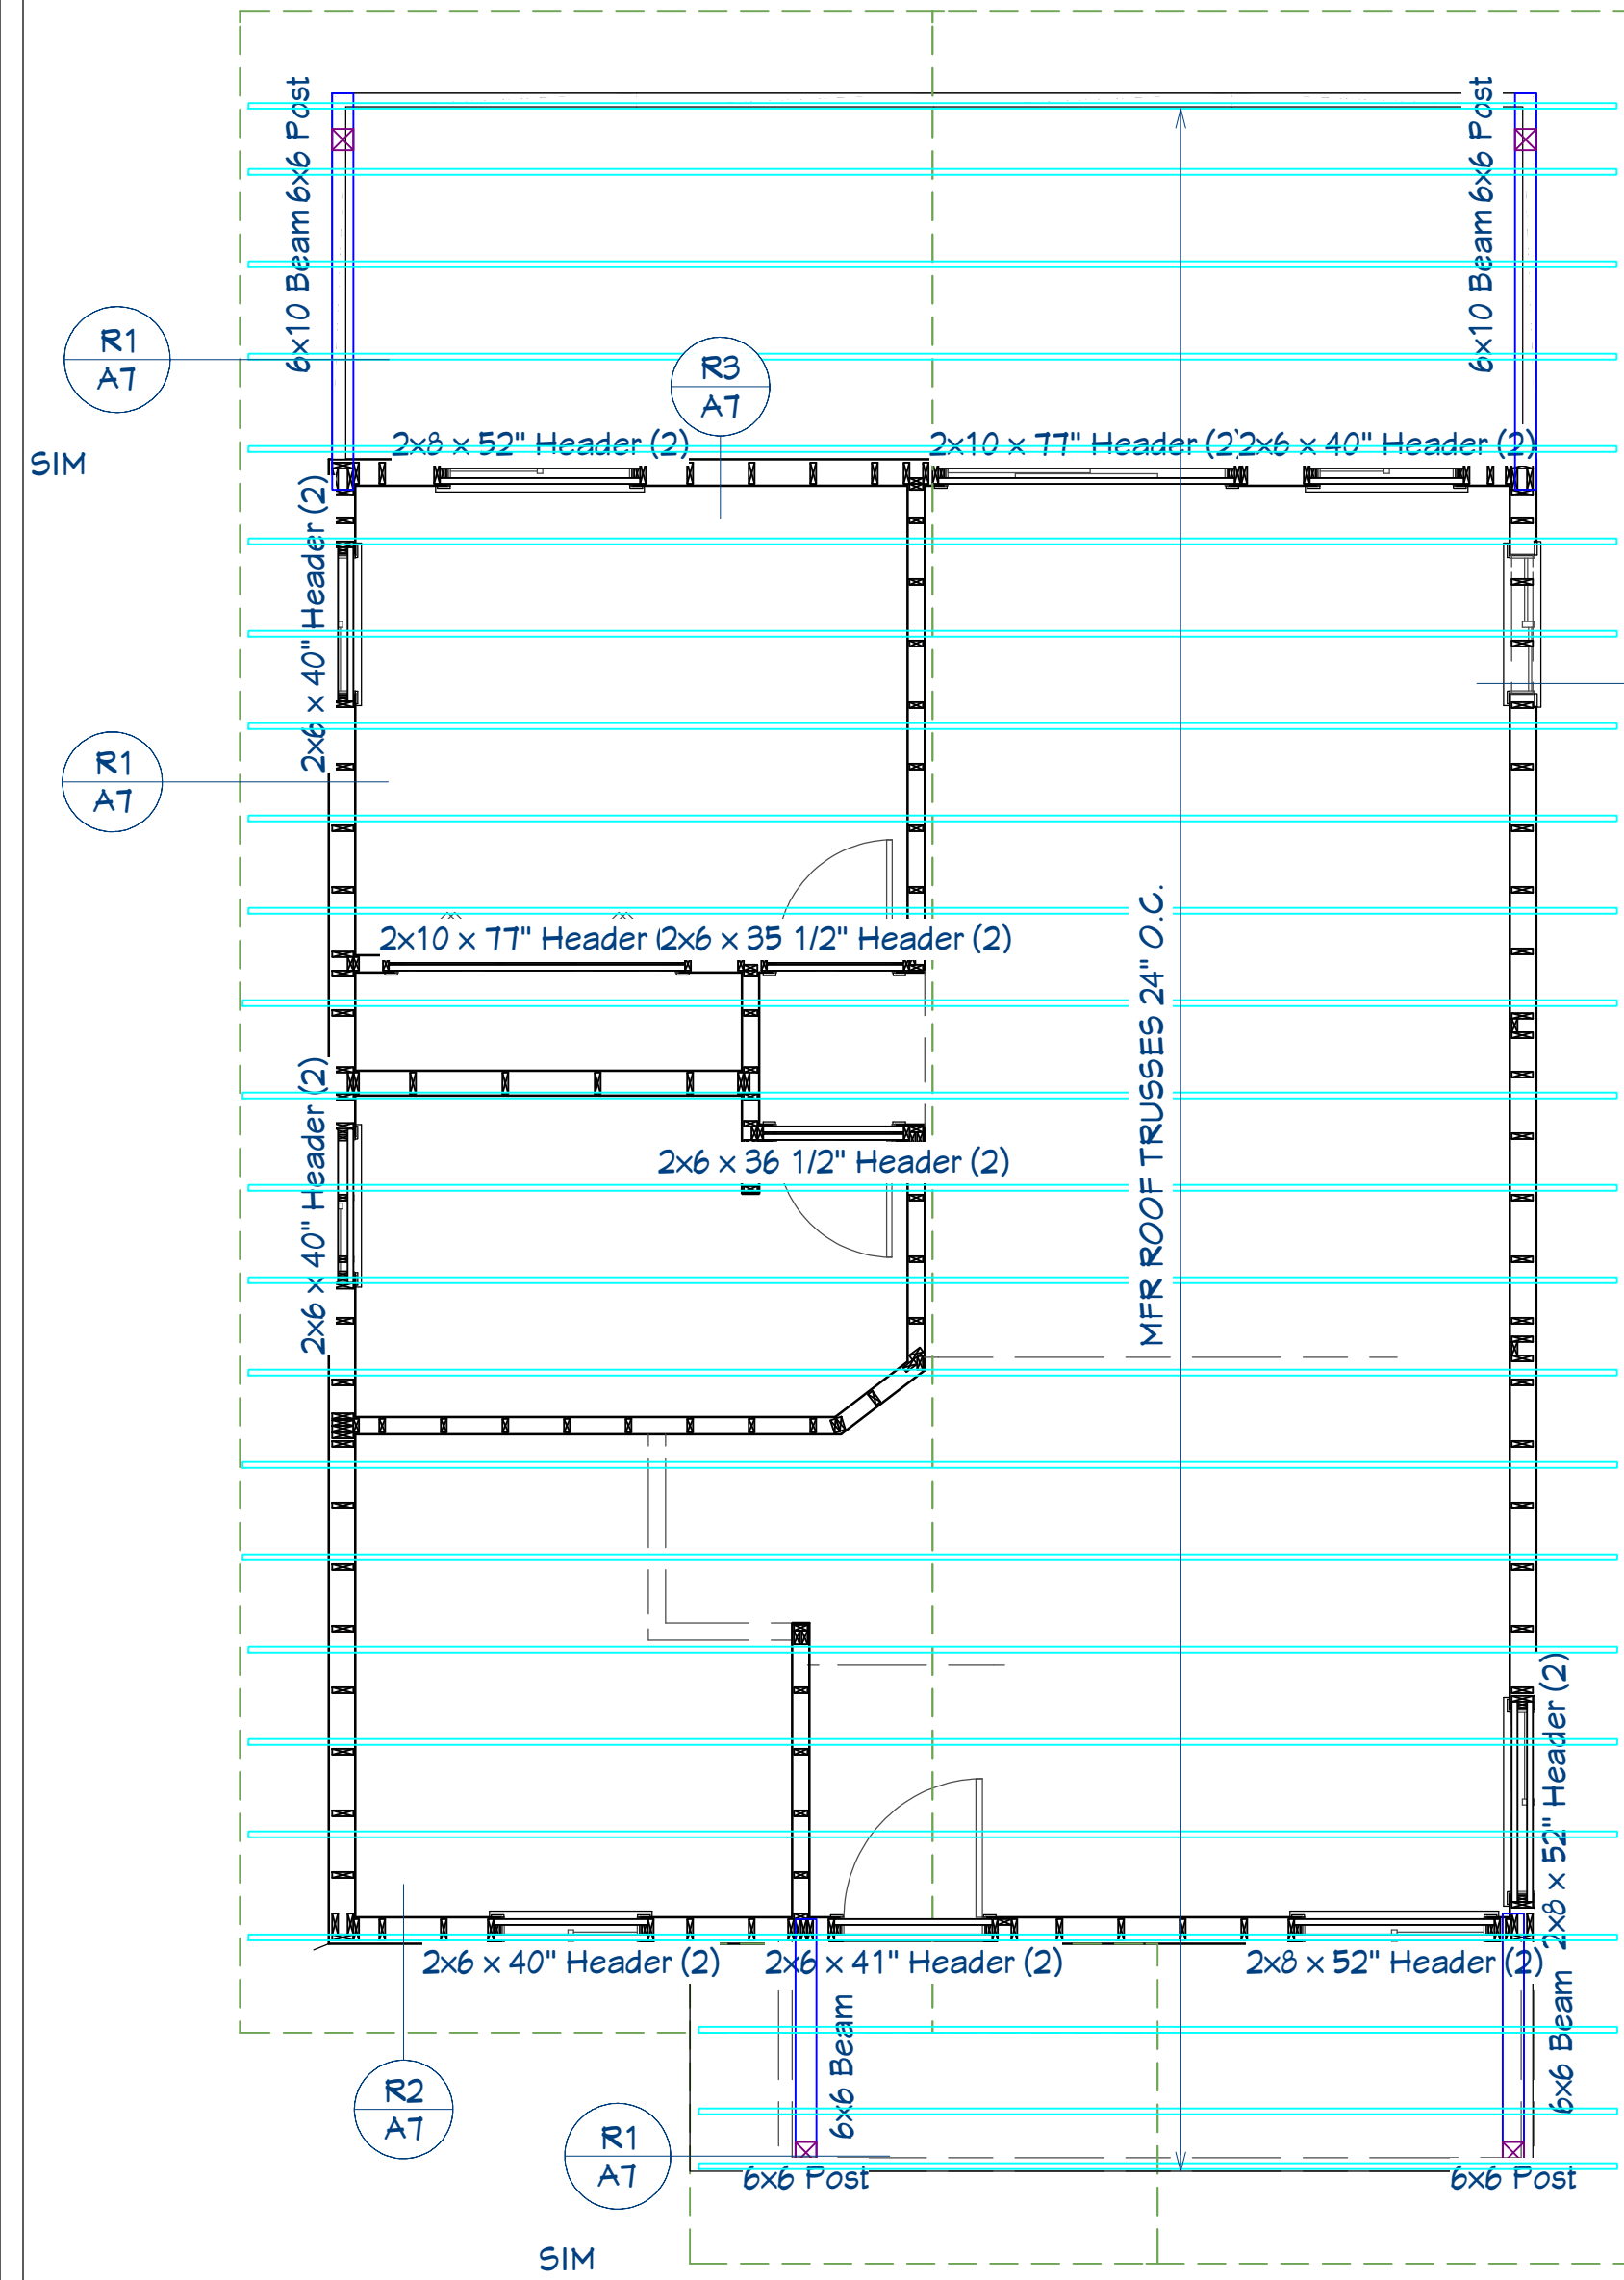 6x10 Beam
6x6 Post
6x10 Beam
6x6 Post
R1
A7
R3
A7
SIM
2x8 x 52" Header (2)
2x10 x 77" Header (2)
2x6 x 40" Header (2)
2x6 x 40" Header (2)
R1
A7
2x10 x 77" Header (
2x6 x 35 1/2" Header (2)
MFR ROOF TRUSSES 24" O.C.
2x6 x 40" Header (2)
2x6 x 36 1/2" Header (2)
2x8 x 52" Header (2)
2x6 x 40" Header (2)
2x6 x 41" Header (2)
2x8 x 52" Header (2)
6x6 Beam
6x6 Beam
R2
A7
R1
A7
6x6 Post
6x6 Post
SIM